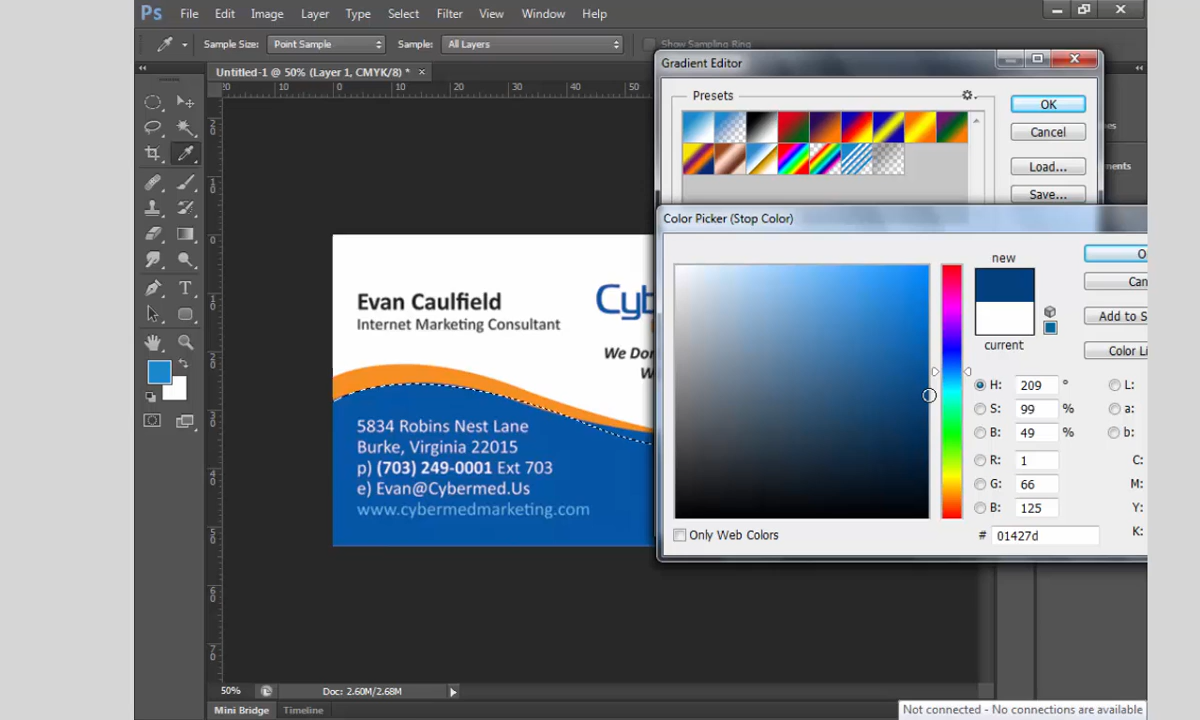 Ps File Edit Image Layer Type Select Filter View Window Help
Sample Size: Point Sample Sample: All Layers Show Sampling Ring
Untitled-1 @ 50% (Layer 1, CMYK/8) * ×
Gradient Editor
Presets
OK
Cancel
Load...
Save...
Color Picker (Stop Color)
new
current
Add to S
H: 209 °
S: 99 %
B: 49 %
R: 1
G: 66
B: 125
L:
a:
b:
C:
M:
Y:
K:
# 01427d
Only Web Colors
Evan Caulfield
Internet Marketing Consultant
Cyb
We Don
W
5834 Robins Nest Lane
Burke, Virginia 22015
p) (703) 249-0001 Ext 703
e) Evan@Cybermed.Us
www.cybermedmarketing.com
50% Doc: 2.60M/2.68M
Mini Bridge Timeline
Not connected - No connections are available